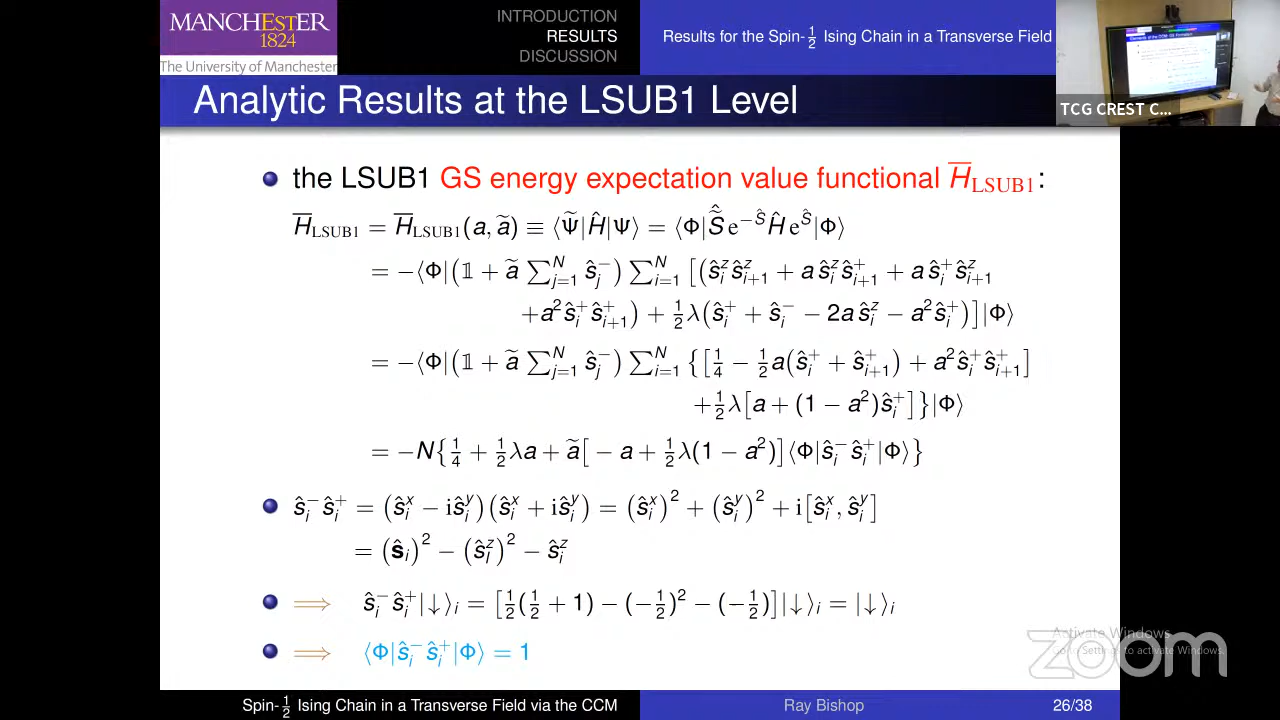 MANCHESTER
1824
The University of Manchester
INTRODUCTION
RESULTS
DISCUSSION
Results for the Spin-½ Ising Chain in a Transverse Field
TCG CREST C...
Analytic Results at the LSUB1 Level
the LSUB1 GS energy expectation value functional H̅_LSUB1:
H̅_LSUB1 = H̅_LSUB1(a, ã) ≡ ⟨Ψ̃|Ĥ|Ψ⟩ = ⟨Φ|Ŝ̃ e^{−Ŝ} Ĥ e^{Ŝ}|Φ⟩
= −⟨Φ|(𝟙 + ã ∑_{j=1}^{N} ŝ_j^−) ∑_{i=1}^{N} [(ŝ_i^z ŝ_{i+1}^z + a ŝ_i^z ŝ_{i+1}^+ + a ŝ_i^+ ŝ_{i+1}^z
+a² ŝ_i^+ ŝ_{i+1}^+) + ½λ(ŝ_i^+ + ŝ_i^− − 2a ŝ_i^z − a² ŝ_i^+)]|Φ⟩
= −⟨Φ|(𝟙 + ã ∑_{j=1}^{N} ŝ_j^−) ∑_{i=1}^{N} {[¼ − ½a(ŝ_i^+ + ŝ_{i+1}^+) + a² ŝ_i^+ ŝ_{i+1}^+]
+½λ[a + (1 − a²)ŝ_i^+]}|Φ⟩
= −N{¼ + ½λa + ã[− a + ½λ(1 − a²)]⟨Φ|ŝ_i^− ŝ_i^+|Φ⟩}
ŝ_i^− ŝ_i^+ = (ŝ_i^x − iŝ_i^y)(ŝ_i^x + iŝ_i^y) = (ŝ_i^x)² + (ŝ_i^y)² + i[ŝ_i^x, ŝ_i^y]
= (ŝ_i)² − (ŝ_i^z)² − ŝ_i^z
⟹ ŝ_i^− ŝ_i^+|↓⟩_i = [½(½ + 1) − (−½)² − (−½)]|↓⟩_i = |↓⟩_i
⟹ ⟨Φ|ŝ_i^− ŝ_i^+|Φ⟩ = 1
Activate Windows
Go to Settings to activate Windows.
zoom
Spin-½ Ising Chain in a Transverse Field via the CCM
Ray Bishop
26/38